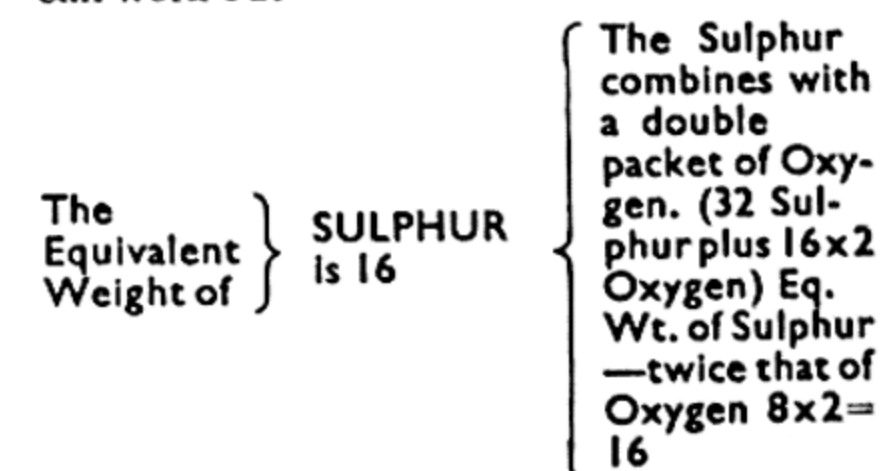 The
Equivalent
Weight of
SULPHUR
is 16
The Sulphur
combines with
a double
packet of Oxy-
gen. (32 Sul-
phur plus 16x2
Oxygen) Eq.
Wt. of Sulphur
—twice that of
Oxygen 8x2=
16